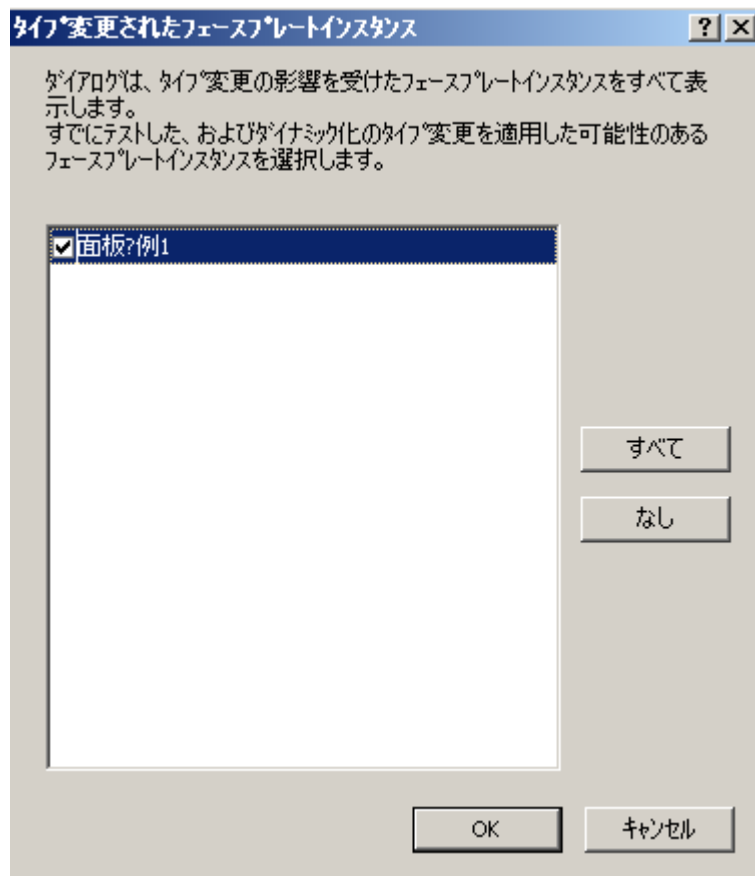 ﾀｲﾌﾟ変更されたﾌｪｰｽﾌﾟﾚｰﾄｲﾝｽﾀﾝｽ
ﾀﾞｲｱﾛｸﾞは、ﾀｲﾌﾟ変更の影響を受けたﾌｪｰｽﾌﾟﾚｰﾄｲﾝｽﾀﾝｽをすべて表
示します。
すでにﾃｽﾄした、およびﾀﾞｲﾅﾐｯｸ化のﾀｲﾌﾟ変更を適用した可能性のある
ﾌｪｰｽﾌﾟﾚｰﾄｲﾝｽﾀﾝｽを選択します。
面板?例1
すべて
なし
OK
ｷｬﾝｾﾙ